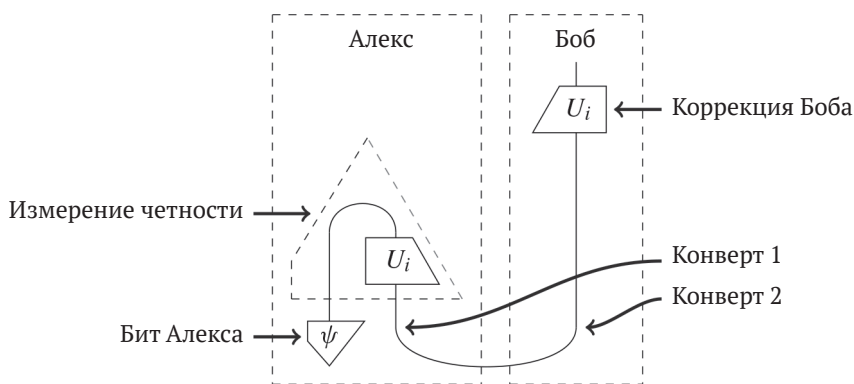 Алекс
Боб
U_i
Коррекция Боба
Измерение четности
U_i
Конверт 1
Конверт 2
Бит Алекса
ψ